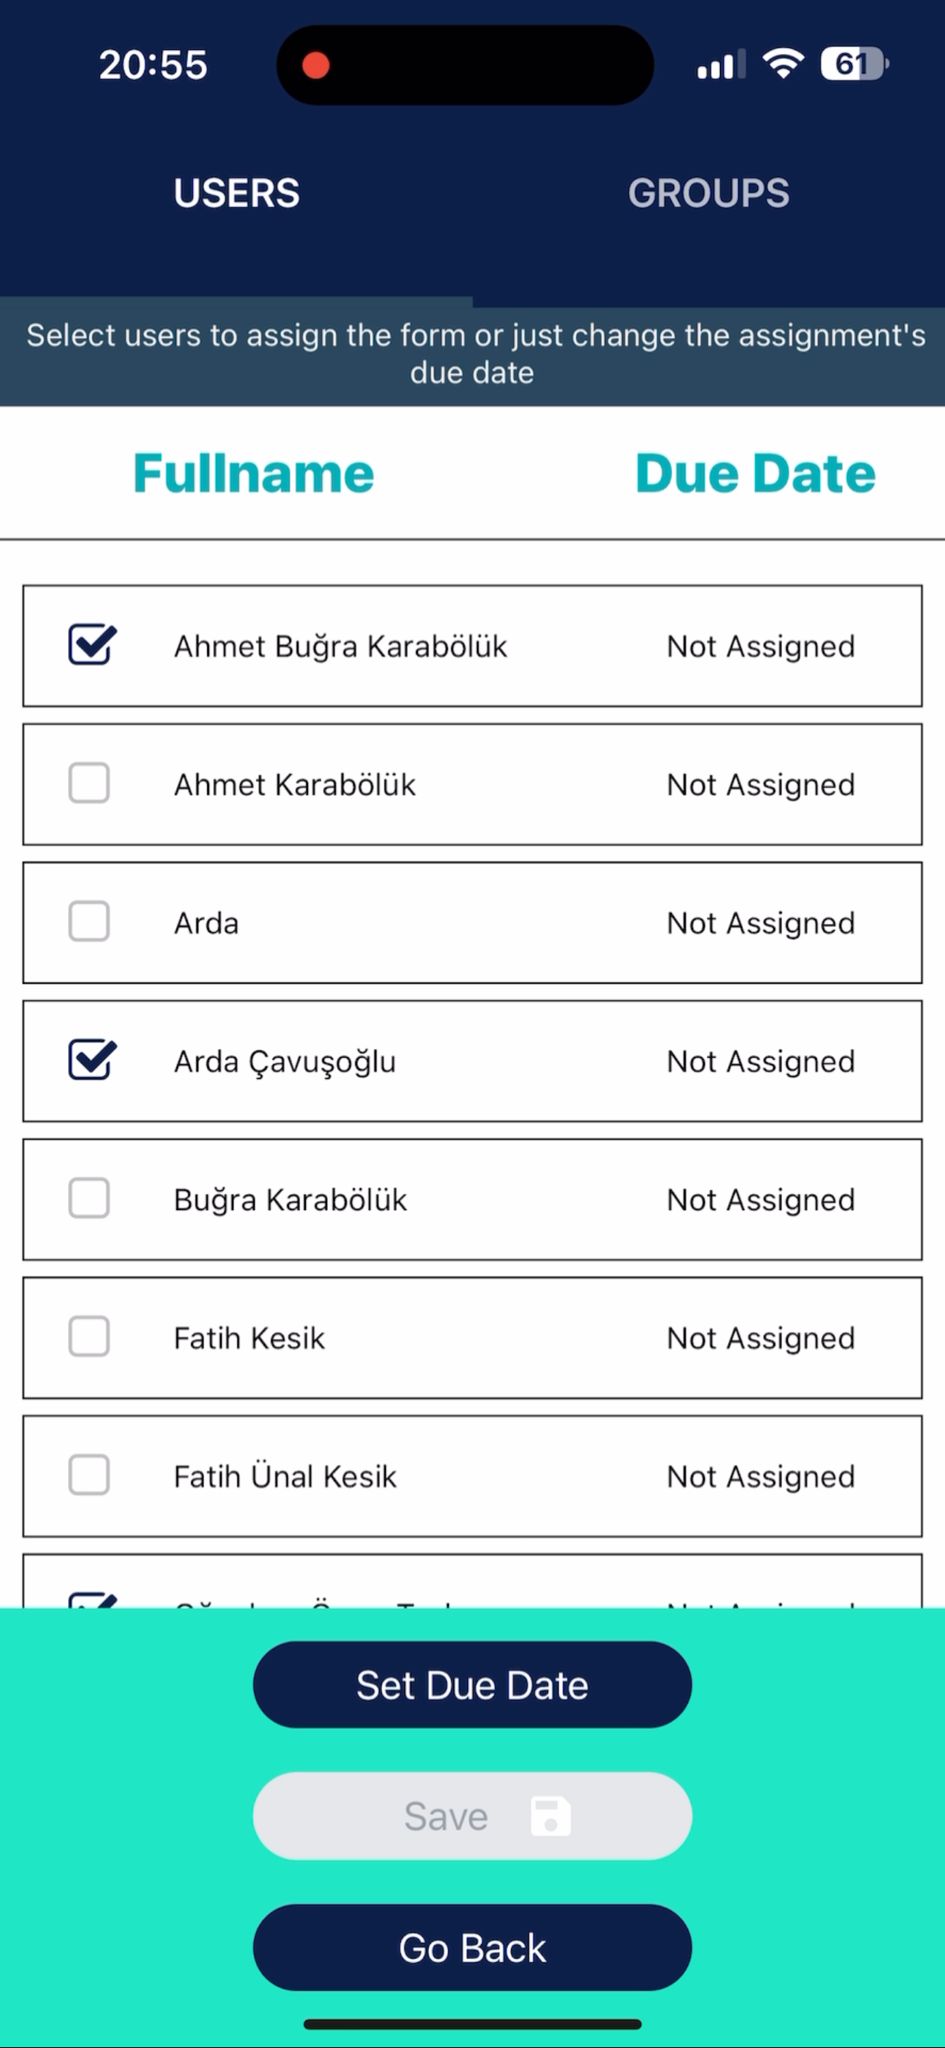 20:55
61
USERS
GROUPS
Select users to assign the form or just change the assignment's
due date
Fullname
Due Date
Ahmet Buğra Karabölük
Not Assigned
Ahmet Karabölük
Not Assigned
Arda
Not Assigned
Arda Çavuşoğlu
Not Assigned
Buğra Karabölük
Not Assigned
Fatih Kesik
Not Assigned
Fatih Ünal Kesik
Not Assigned
Set Due Date
Save
Go Back